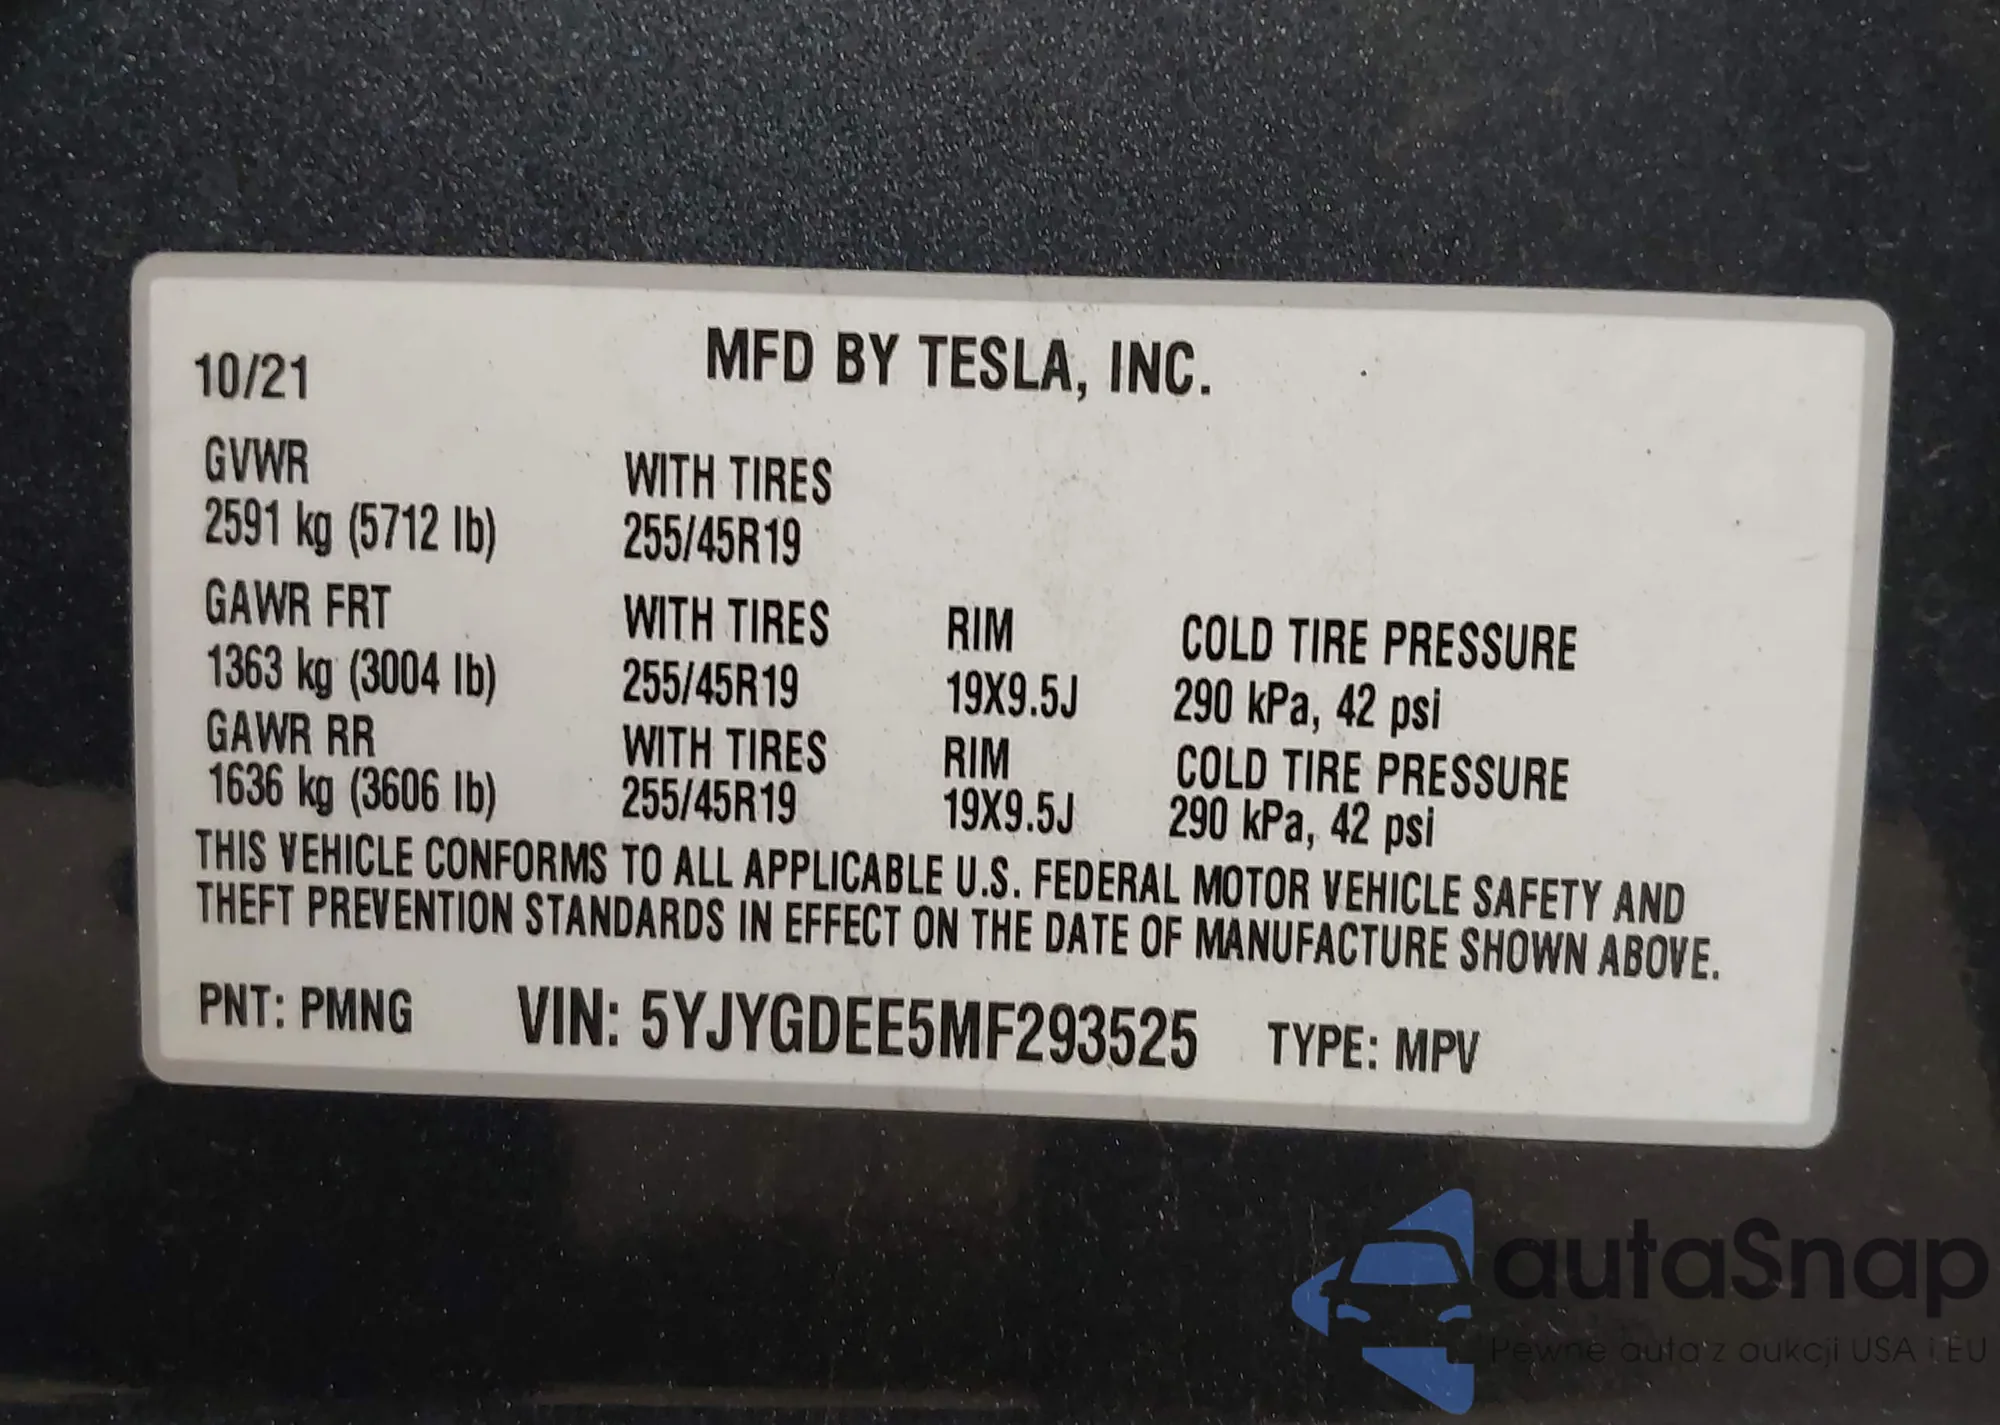 10/21 MFD BY TESLA, INC.
GVWR WITH TIRES
2591 kg (5712 lb) 255/45R19
GAWR FRT WITH TIRES RIM COLD TIRE PRESSURE
1363 kg (3004 lb) 255/45R19 19X9.5J 290 kPa, 42 psi
GAWR RR WITH TIRES RIM COLD TIRE PRESSURE
1636 kg (3606 lb) 255/45R19 19X9.5J 290 kPa, 42 psi
THIS VEHICLE CONFORMS TO ALL APPLICABLE U.S. FEDERAL MOTOR VEHICLE SAFETY AND
THEFT PREVENTION STANDARDS IN EFFECT ON THE DATE OF MANUFACTURE SHOWN ABOVE.
PNT: PMNG VIN: 5YJYGDEE5MF293525 TYPE: MPV
autaSnap
Pewne auta z aukcji USA i EU